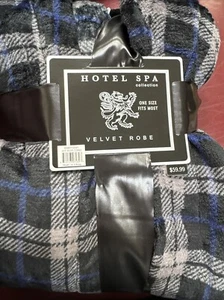 HOTEL SPA
collection
ONE SIZE
FITS MOST
VELVET ROBE
$59.99